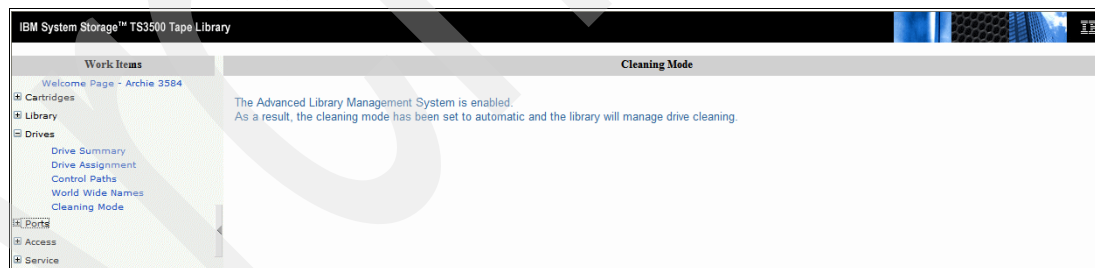 IBM System Storage™ TS3500 Tape Library
IBM
Work Items
Welcome Page - Archie 3584
Cartridges
Library
Drives
Drive Summary
Drive Assignment
Control Paths
World Wide Names
Cleaning Mode
Ports
Access
Service
Cleaning Mode
The Advanced Library Management System is enabled.
As a result, the cleaning mode has been set to automatic and the library will manage drive cleaning.